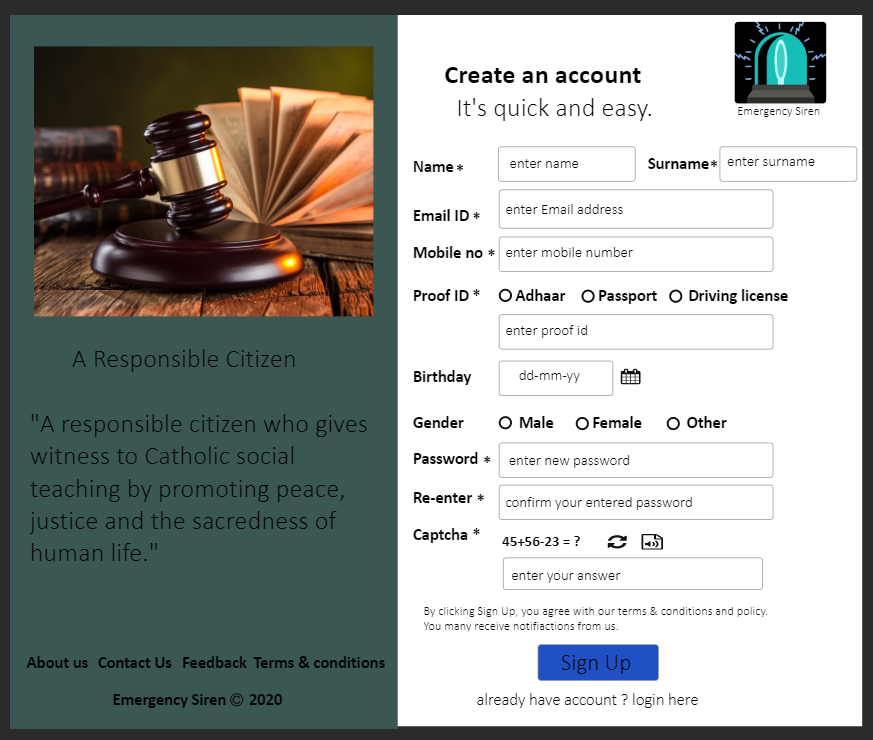 A Responsible Citizen
"A responsible citizen who gives
witness to Catholic social
teaching by promoting peace,
justice and the sacredness of
human life."
About us Contact Us Feedback Terms & conditions
Emergency Siren © 2020
Create an account
It's quick and easy.
Emergency Siren
Name * enter name Surname* enter surname
Email ID * enter Email address
Mobile no * enter mobile number
Proof ID * Adhaar Passport Driving license
enter proof id
Birthday dd-mm-yy
Gender Male Female Other
Password * enter new password
Re-enter * confirm your entered password
Captcha * 45+56-23 = ?
enter your answer
By clicking Sign Up, you agree with our terms & conditions and policy.
You many receive notifiactions from us.
Sign Up
already have account ? login here